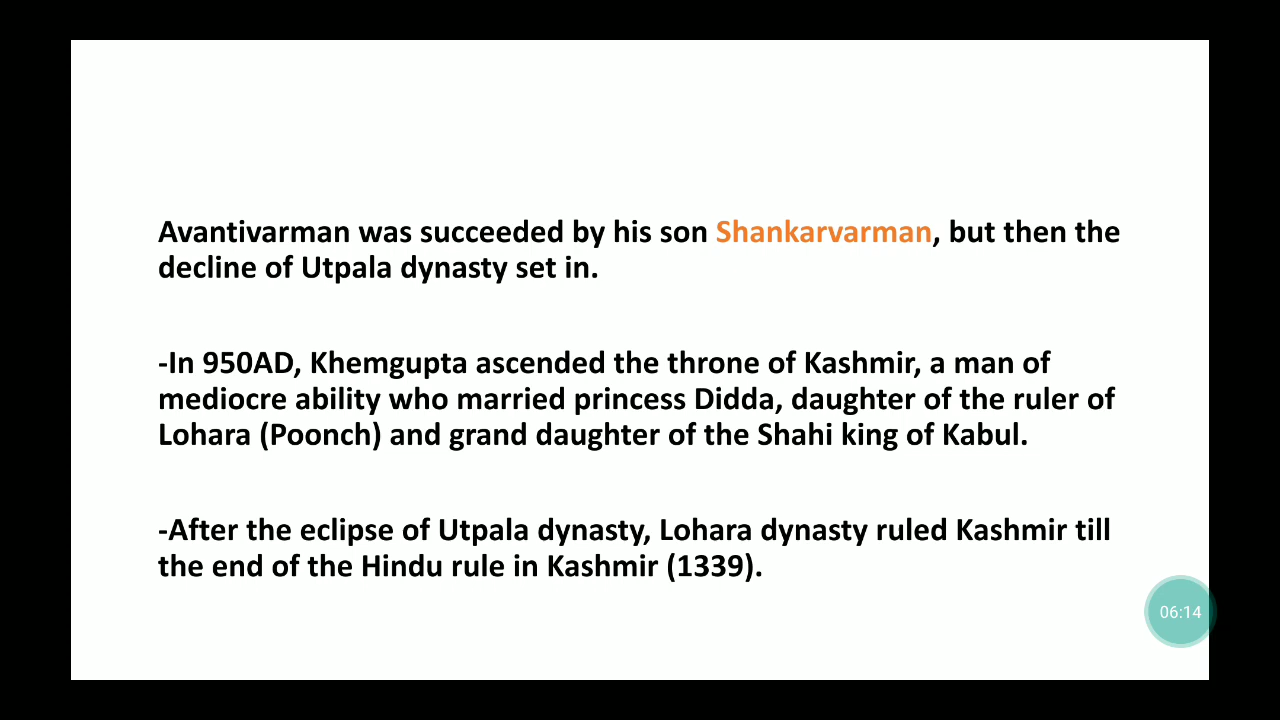 Avantivarman was succeeded by his son Shankarvarman, but then the
decline of Utpala dynasty set in.
-In 950AD, Khemgupta ascended the throne of Kashmir, a man of
mediocre ability who married princess Didda, daughter of the ruler of
Lohara (Poonch) and grand daughter of the Shahi king of Kabul.
-After the eclipse of Utpala dynasty, Lohara dynasty ruled Kashmir till
the end of the Hindu rule in Kashmir (1339).
06:14